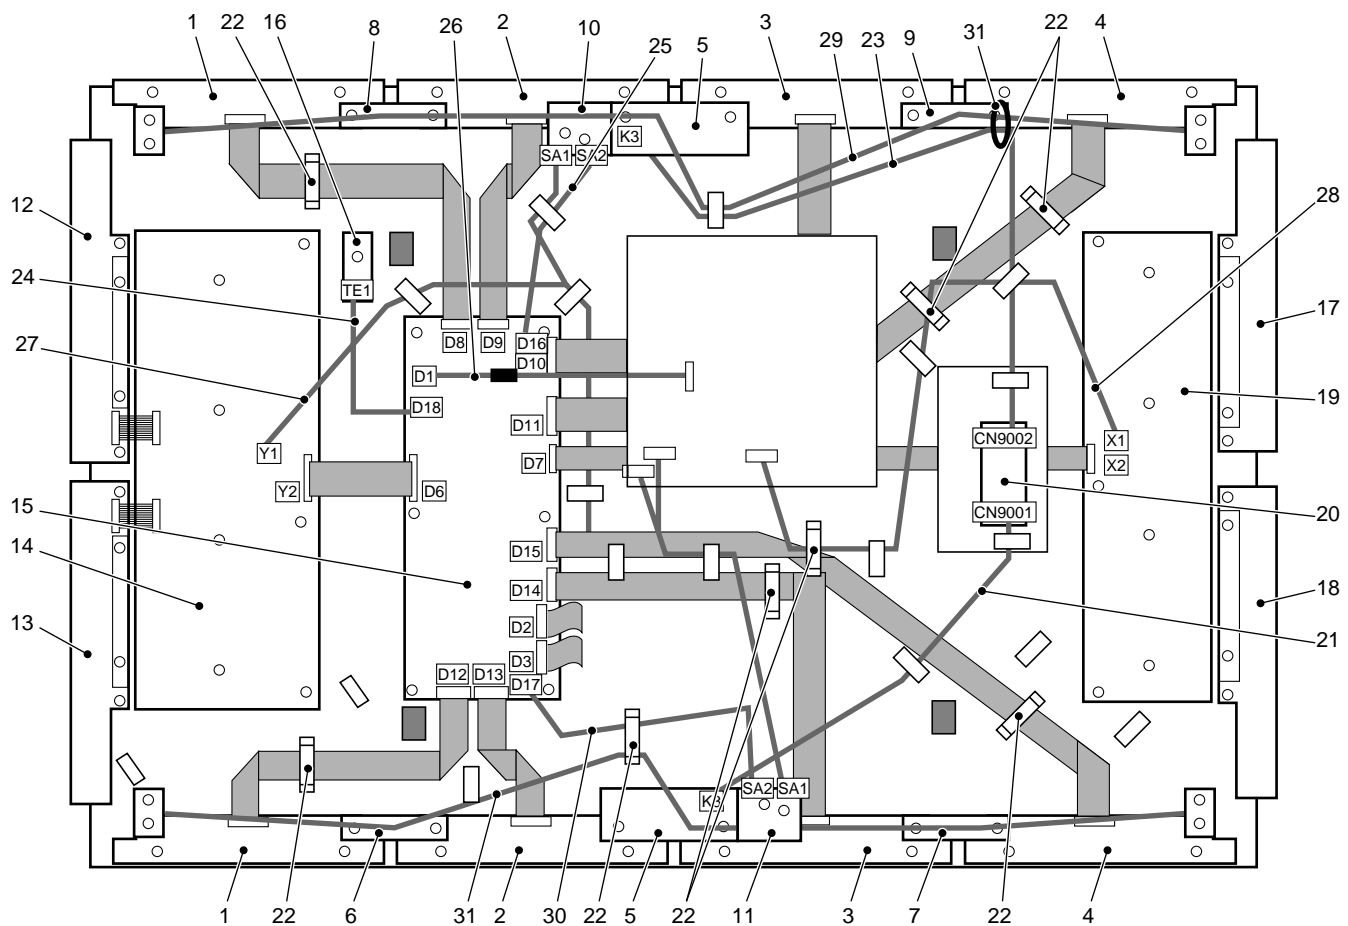 1 22 16 8 26 2 10 25 5 3 29 23 9 31 22 4
K3
SA1 SA2
12
28
24
TE1
17
27
D8 D9 D16
D10
D1
19
D18
D11
Y1
CN9002 X1
D7
X2
Y2 D6
15
CN9001
20
14
D15
D14
18
13
D2
21
D3
D12 D13
D17
SA2 SA1
K3
1 22 6 31 2 30 22 5 22 11 3 7 22 4